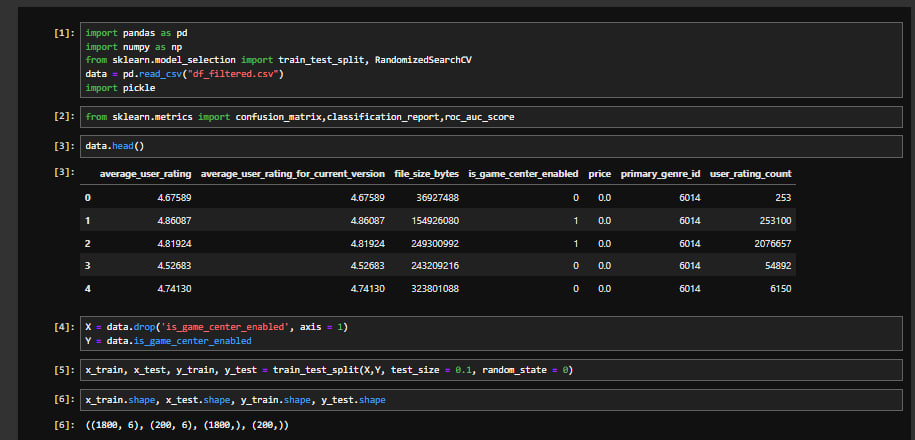 [1]: import pandas as pd
import numpy as np
from sklearn.model_selection import train_test_split, RandomizedSearchCV
data = pd.read_csv("df_filtered.csv")
import pickle
[2]: from sklearn.metrics import confusion_matrix,classification_report,roc_auc_score
[3]: data.head()
[3]: average_user_rating average_user_rating_for_current_version file_size_bytes is_game_center_enabled price primary_genre_id user_rating_count
0 4.67589 4.67589 36927488 0 0.0 6014 253
1 4.86087 4.86087 154926080 1 0.0 6014 253100
2 4.81924 4.81924 249300992 1 0.0 6014 2076657
3 4.52683 4.52683 243209216 0 0.0 6014 54892
4 4.74130 4.74130 323801088 0 0.0 6014 6150
[4]: X = data.drop('is_game_center_enabled', axis = 1)
Y = data.is_game_center_enabled
[5]: x_train, x_test, y_train, y_test = train_test_split(X,Y, test_size = 0.1, random_state = 0)
[6]: x_train.shape, x_test.shape, y_train.shape, y_test.shape
[6]: ((1800, 6), (200, 6), (1800,), (200,))